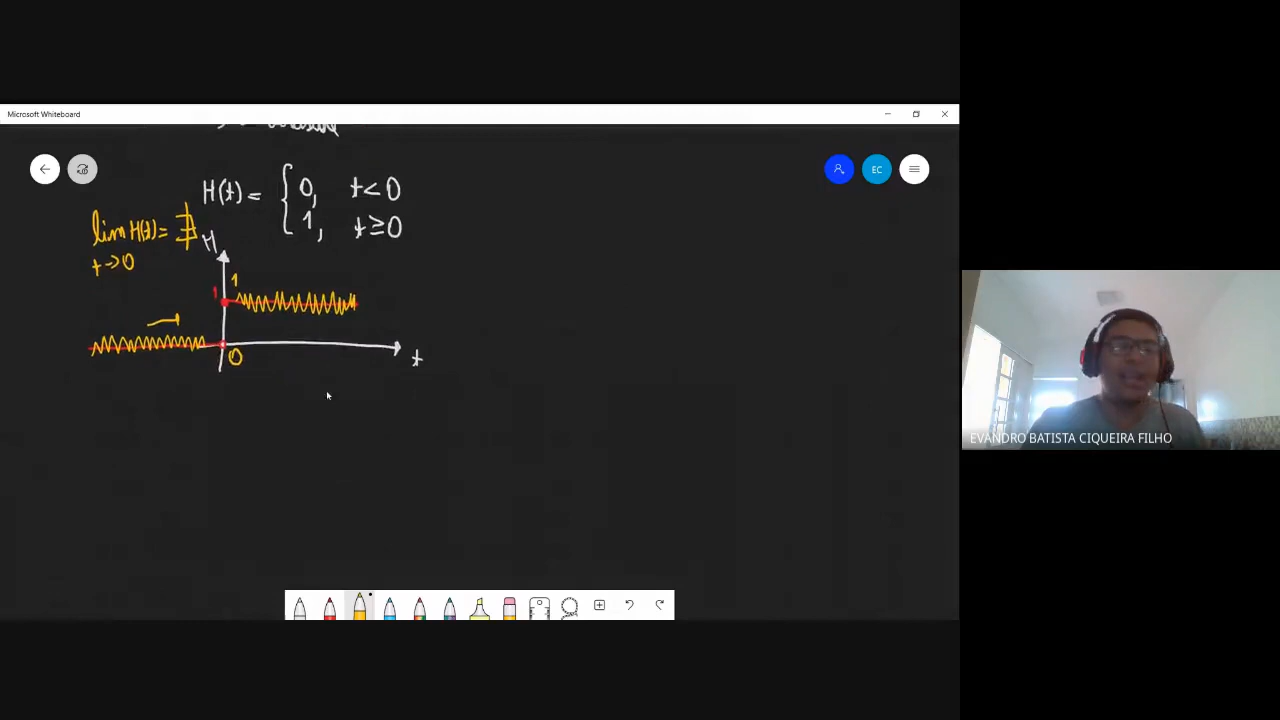 Microsoft Whiteboard
EC
H(t) = { 0, t < 0
1, t ≥ 0
lim H(t) = ∄
t→0
H
1
1
0
t
EVANDRO BATISTA CIQUEIRA FILHO